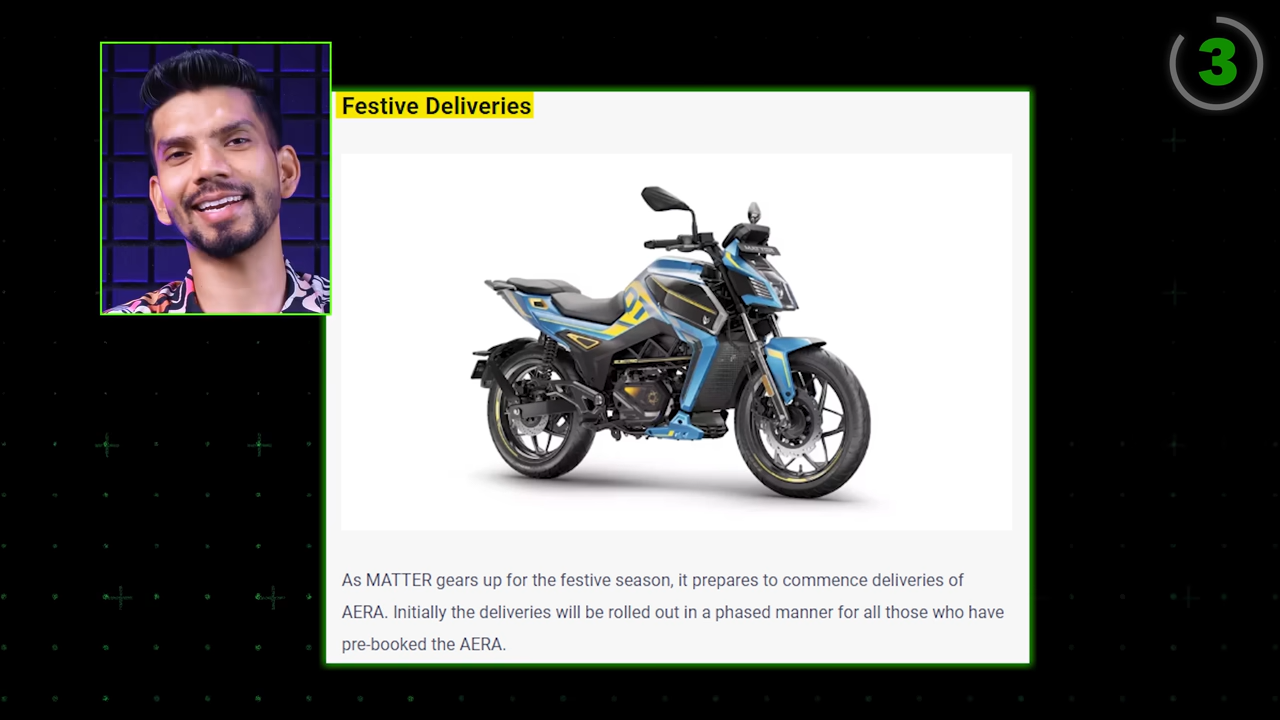 3
Festive Deliveries
As MATTER gears up for the festive season, it prepares to commence deliveries of
AERA. Initially the deliveries will be rolled out in a phased manner for all those who have
pre-booked the AERA.